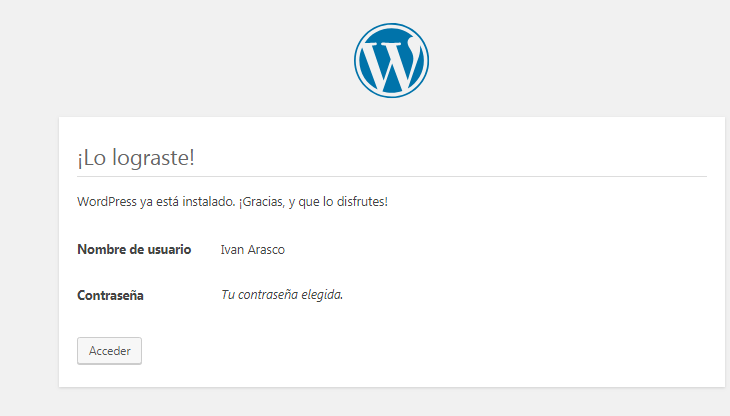 ¡Lo lograste!
WordPress ya está instalado. ¡Gracias, y que lo disfrutes!
Nombre de usuario Ivan Arasco
Contraseña Tu contraseña elegida.
Acceder